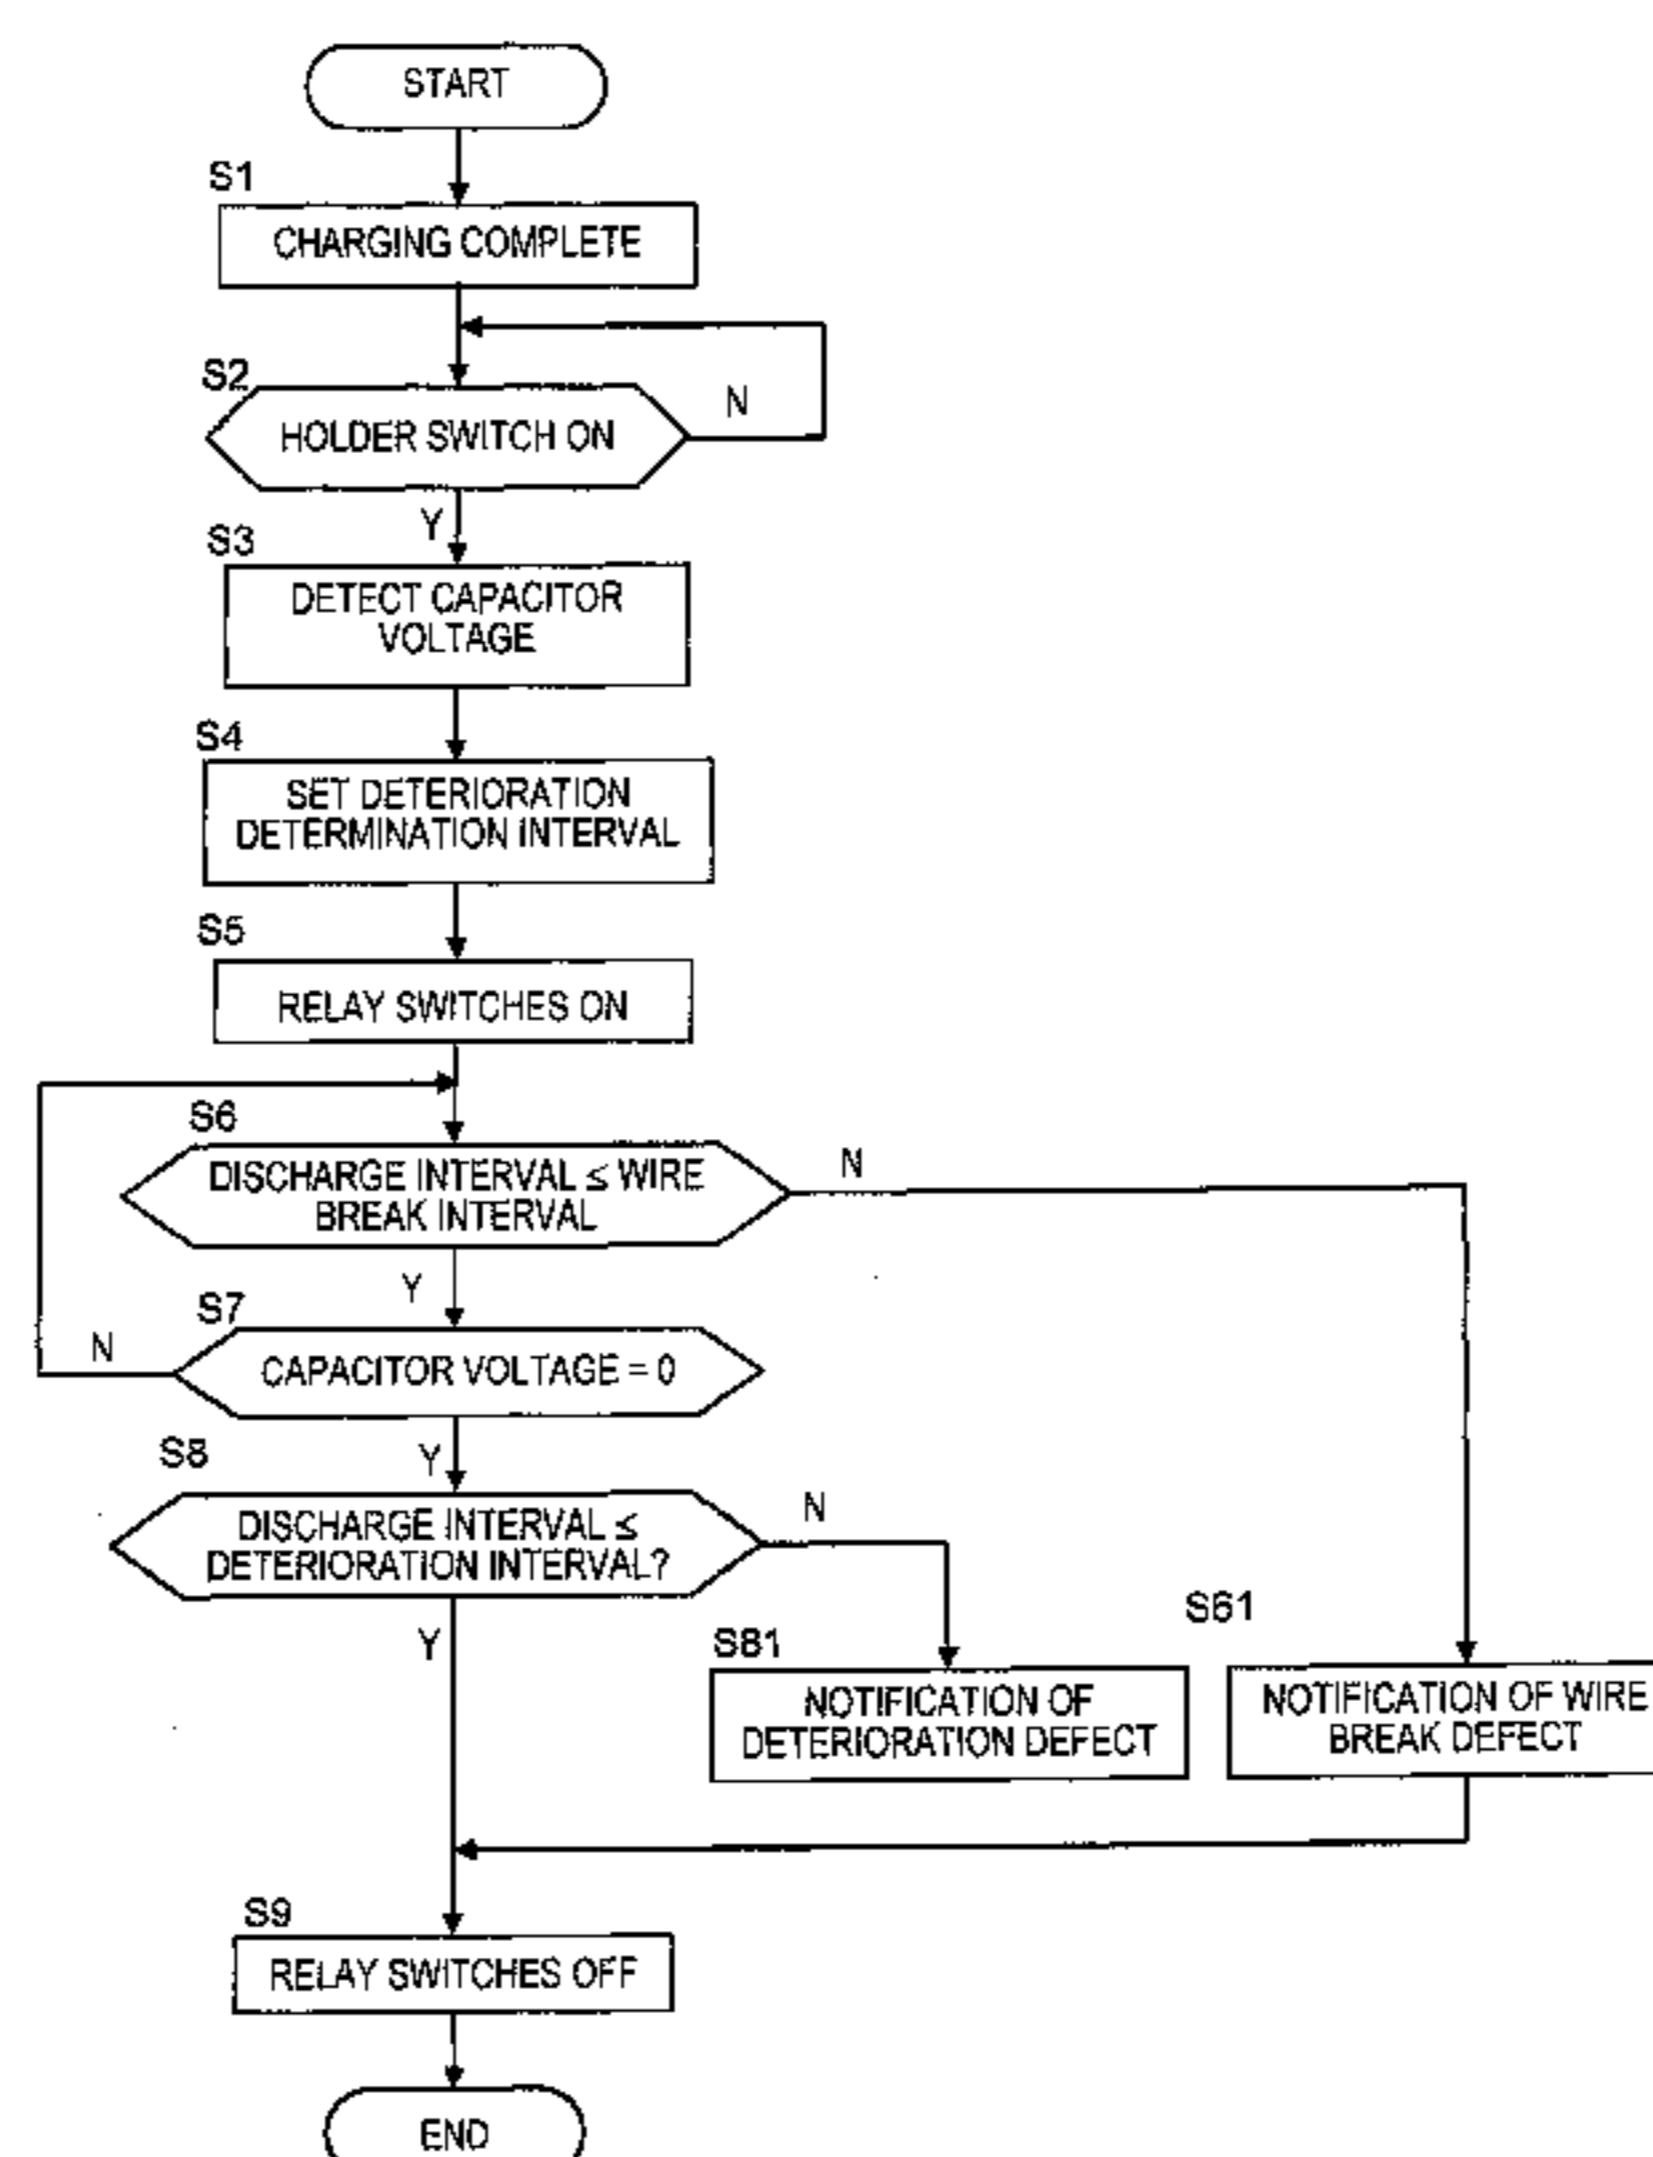 START
S1
CHARGING COMPLETE
S2
HOLDER SWITCH ON
N
Y
S3
DETECT CAPACITOR
VOLTAGE
S4
SET DETERIORATION
DETERMINATION INTERVAL
S5
RELAY SWITCHES ON
S6
DISCHARGE INTERVAL ≤ WIRE
BREAK INTERVAL
N
Y
S7
CAPACITOR VOLTAGE = 0
N
Y
S8
DISCHARGE INTERVAL ≤
DETERIORATION INTERVAL?
N
Y
S81
NOTIFICATION OF
DETERIORATION DEFECT
S61
NOTIFICATION OF WIRE
BREAK DEFECT
S9
RELAY SWITCHES OFF
END